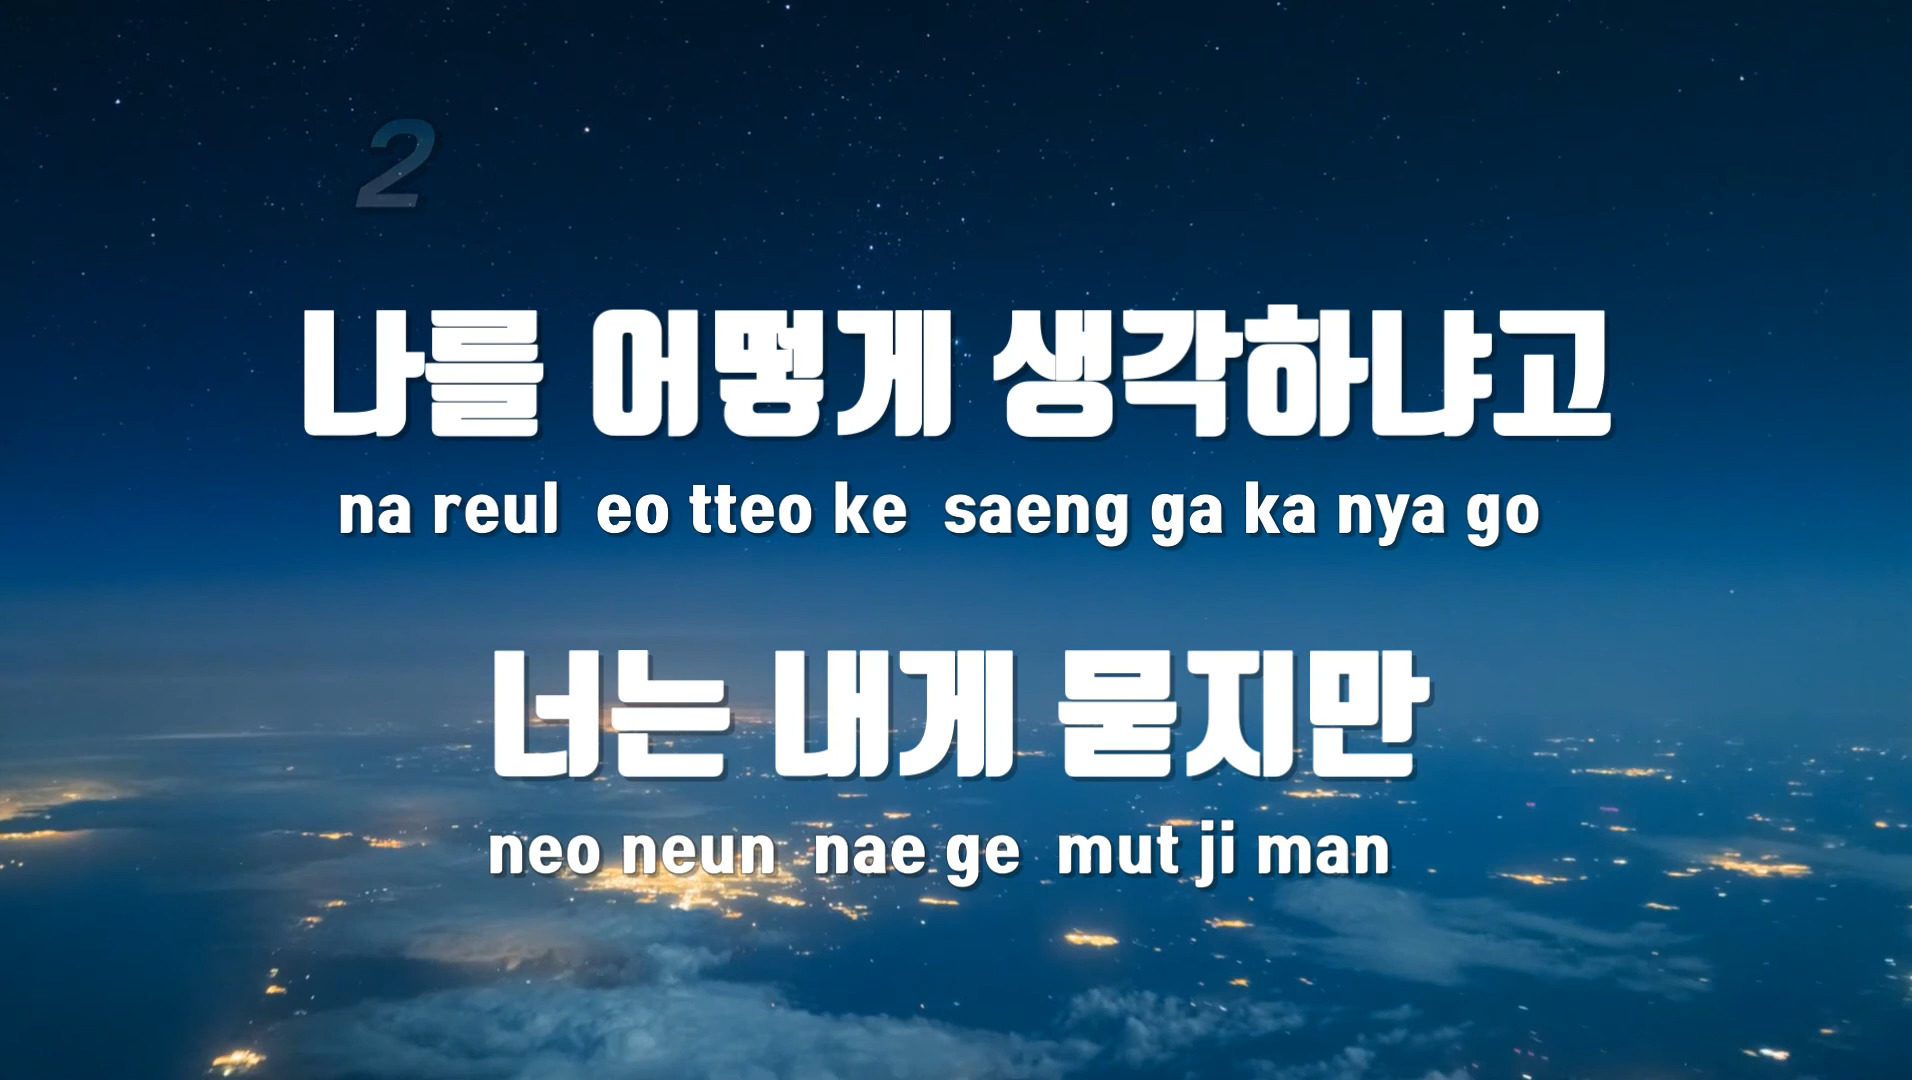 2
나를 어떻게 생각하냐고
na reul eo tteo ke saeng ga ka nya go
너는 내게 묻지만
neo neun nae ge mut ji man